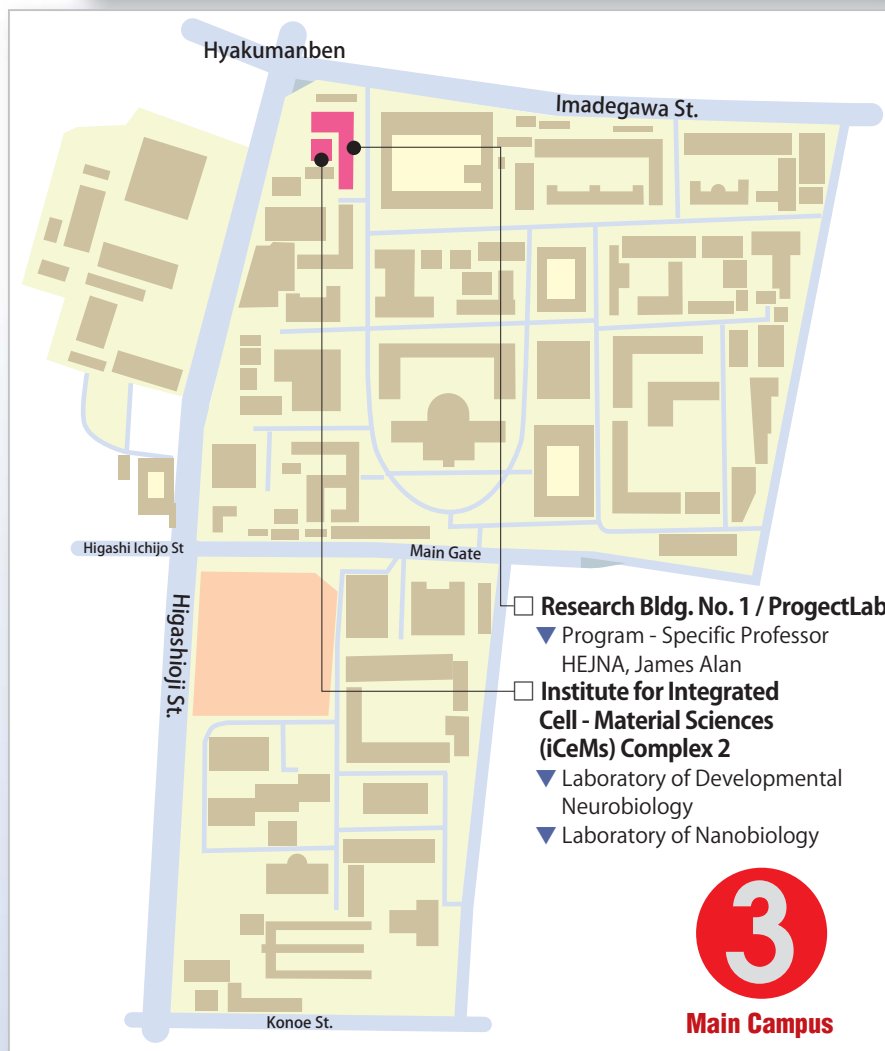 Hyakumanben
Imadegawa St.
Higashi Ichijo St
Main Gate
Higashioji St.
Research Bldg. No. 1 / ProgectLab
▼ Program - Specific Professor
HEJNA, James Alan
Institute for Integrated
Cell - Material Sciences
(iCeMs) Complex 2
▼ Laboratory of Developmental
Neurobiology
▼ Laboratory of Nanobiology
3
Main Campus
Konoe St.